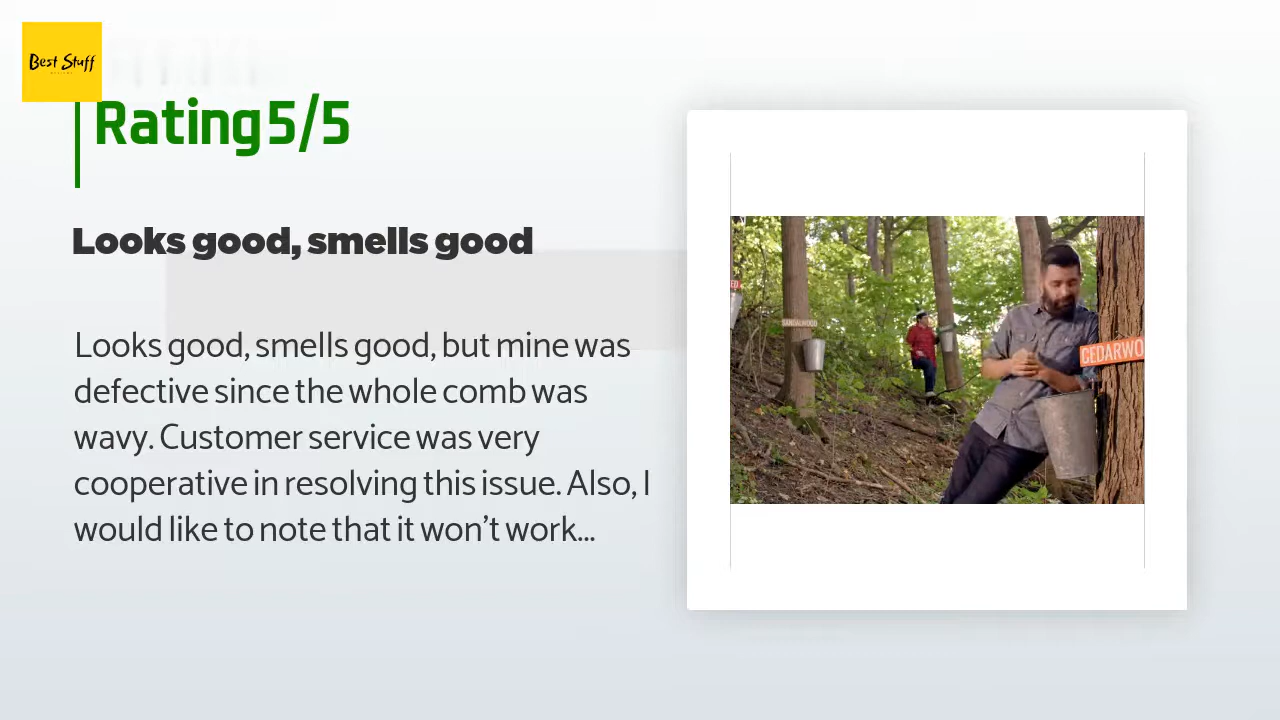 Best Stuff
Rating 5/5
Looks good, smells good
Looks good, smells good, but mine was
defective since the whole comb was
wavy. Customer service was very
cooperative in resolving this issue. Also, I
would like to note that it won't work...
ED
SANDALWOOD
CEDARWO